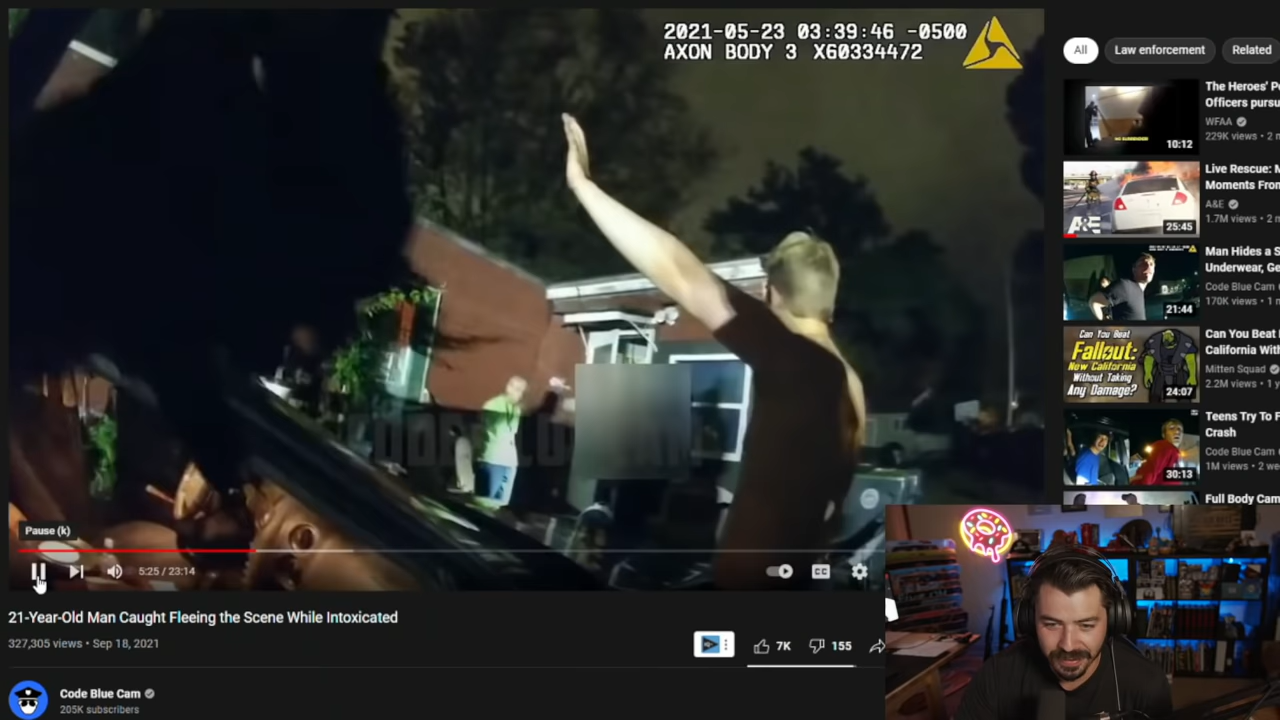 2021-05-23 03:39:46 -0500
AXON BODY 3 X60334472
Pause (k)
5:25 / 23:14
CC
21-Year-Old Man Caught Fleeing the Scene While Intoxicated
327,305 views • Sep 18, 2021
7K
155
Code Blue Cam
205K subscribers
All
Law enforcement
Related
The Heroes'
Officers pursu
WFAA
229K views • 2
10:12
Live Rescue:
Moments From
A&E
1.7M views • 2
A&E
25:45
Man Hides a S
Underwear, Ge
Code Blue Cam
170K views • 1
21:44
Can You Beat
California With
Mitten Squad
2.2M views • 1
Can You Beat
Fallout:
New California
Without Taking
Any Damage?
24:07
Teens Try To F
Crash
Code Blue Cam
1M views • 2
30:13
Full Body Cam